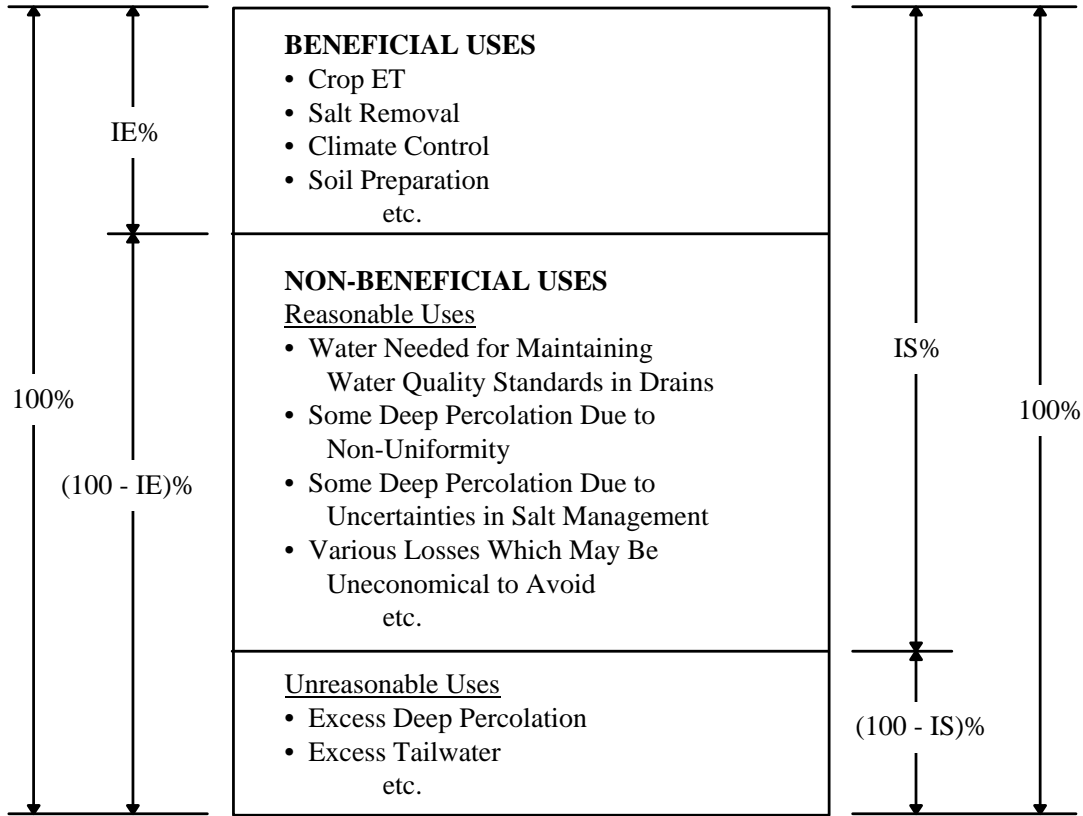 BENEFICIAL USES
• Crop ET
• Salt Removal
• Climate Control
• Soil Preparation
etc.
NON-BENEFICIAL USES
Reasonable Uses
• Water Needed for Maintaining
Water Quality Standards in Drains
• Some Deep Percolation Due to
Non-Uniformity
• Some Deep Percolation Due to
Uncertainties in Salt Management
• Various Losses Which May Be
Uneconomical to Avoid
etc.
Unreasonable Uses
• Excess Deep Percolation
• Excess Tailwater
etc.
100%
IE%
(100 - IE)%
IS%
(100 - IS)%
100%